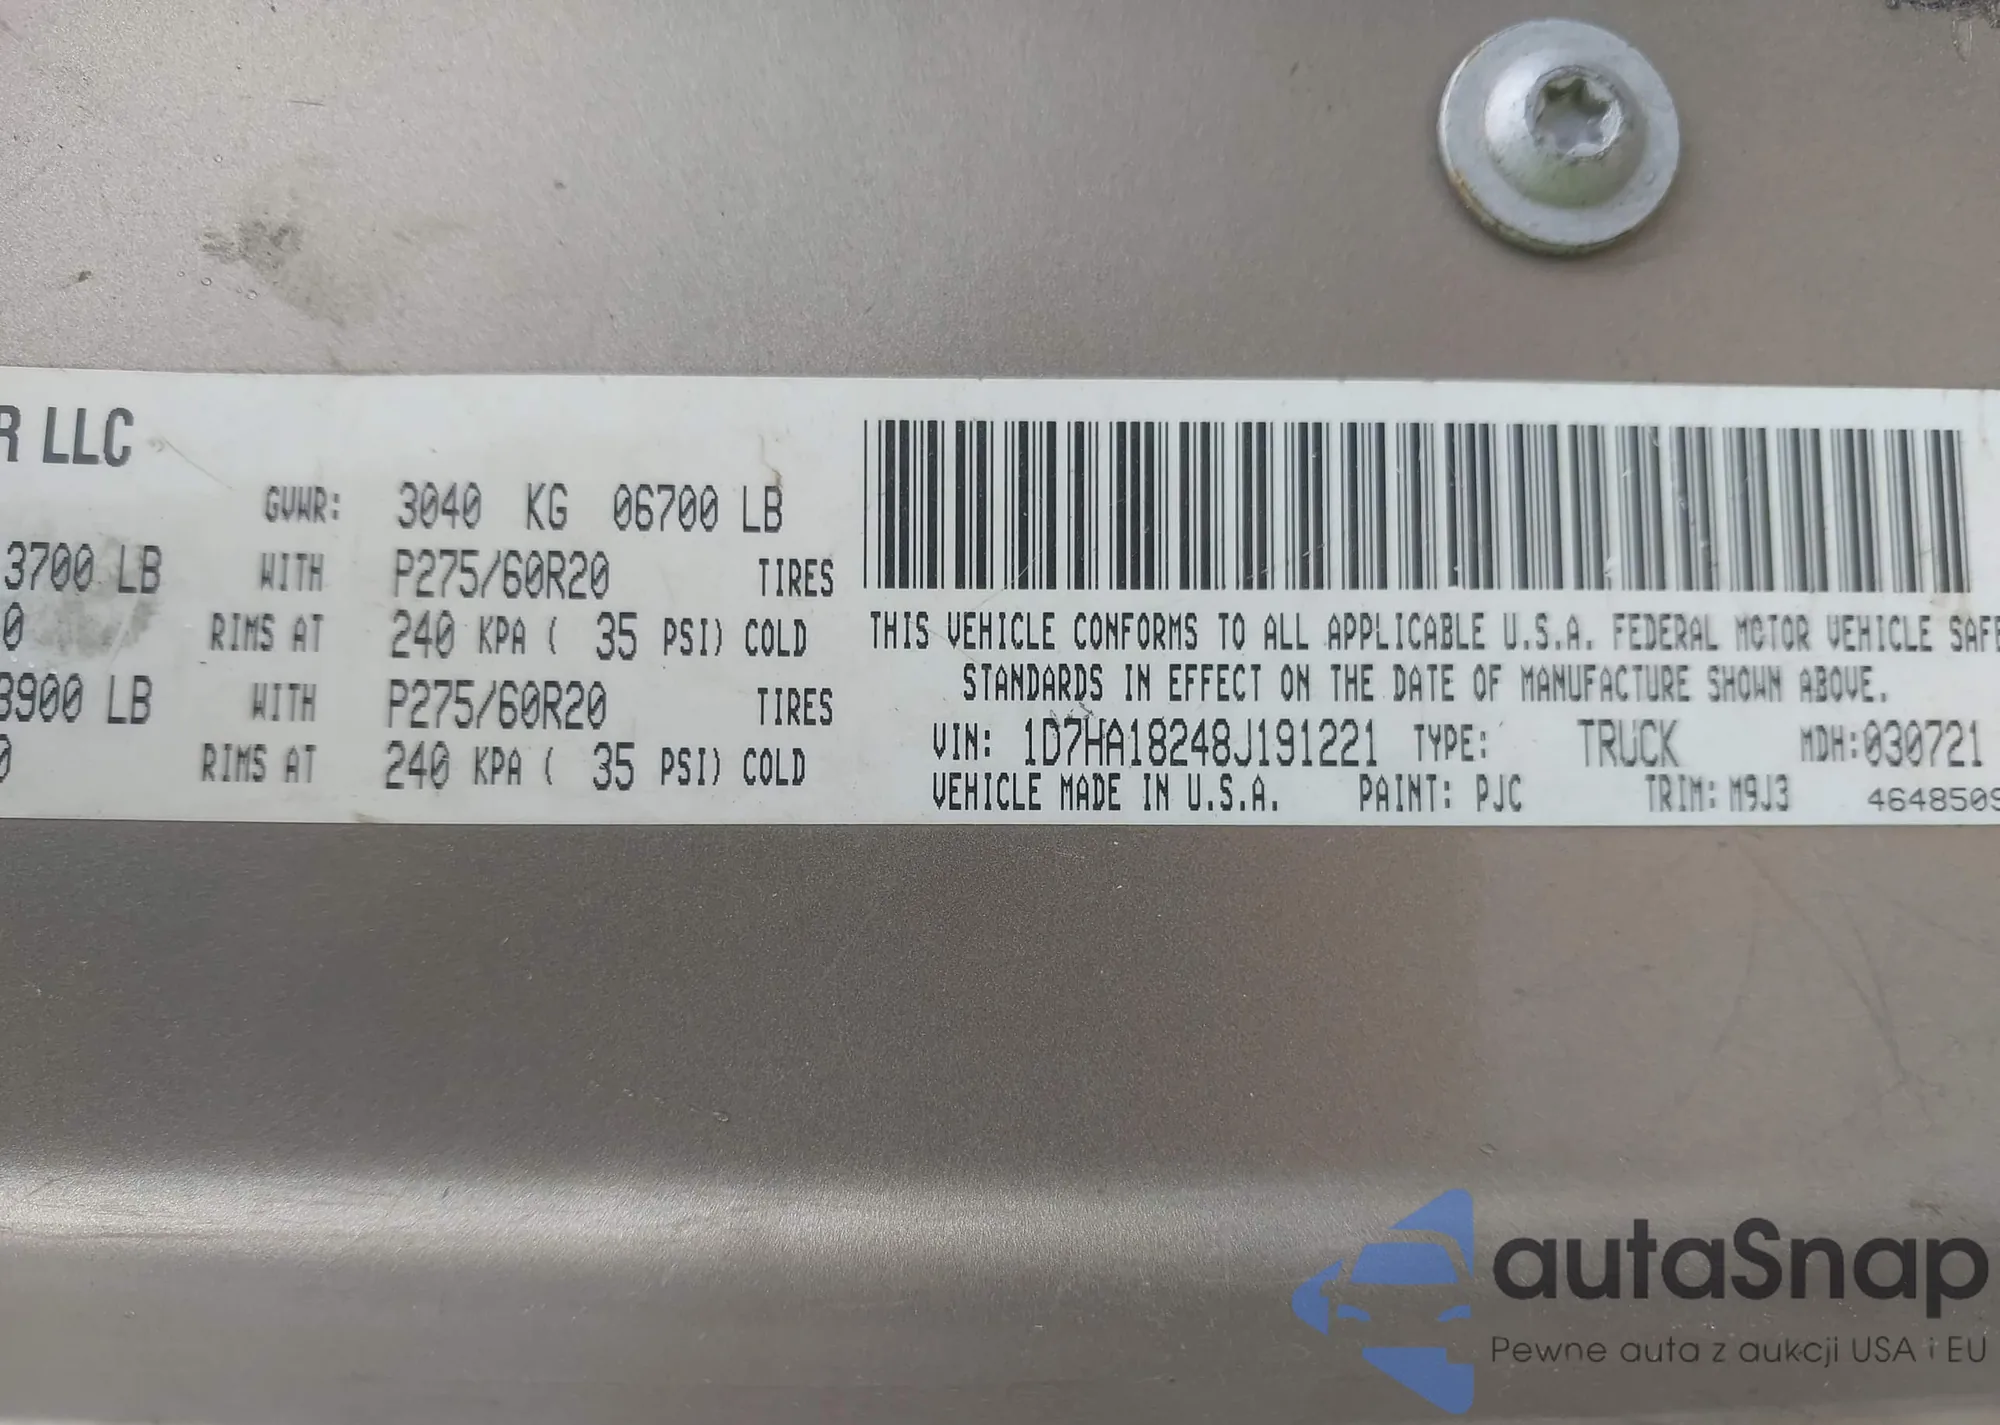 R LLC
GVWR: 3040 KG 06700 LB
3700 LB WITH P275/60R20 TIRES
0 RIMS AT 240 KPA ( 35 PSI) COLD
3900 LB WITH P275/60R20 TIRES
0 RIMS AT 240 KPA ( 35 PSI) COLD
THIS VEHICLE CONFORMS TO ALL APPLICABLE U.S.A. FEDERAL MOTOR VEHICLE SAFE
STANDARDS IN EFFECT ON THE DATE OF MANUFACTURE SHOWN ABOVE.
VIN: 1D7HA18248J191221 TYPE: TRUCK MDH:030721
VEHICLE MADE IN U.S.A. PAINT: PJC TRIM: M9J3 4648509
autaSnap
Pewne auta z aukcji USA i EU